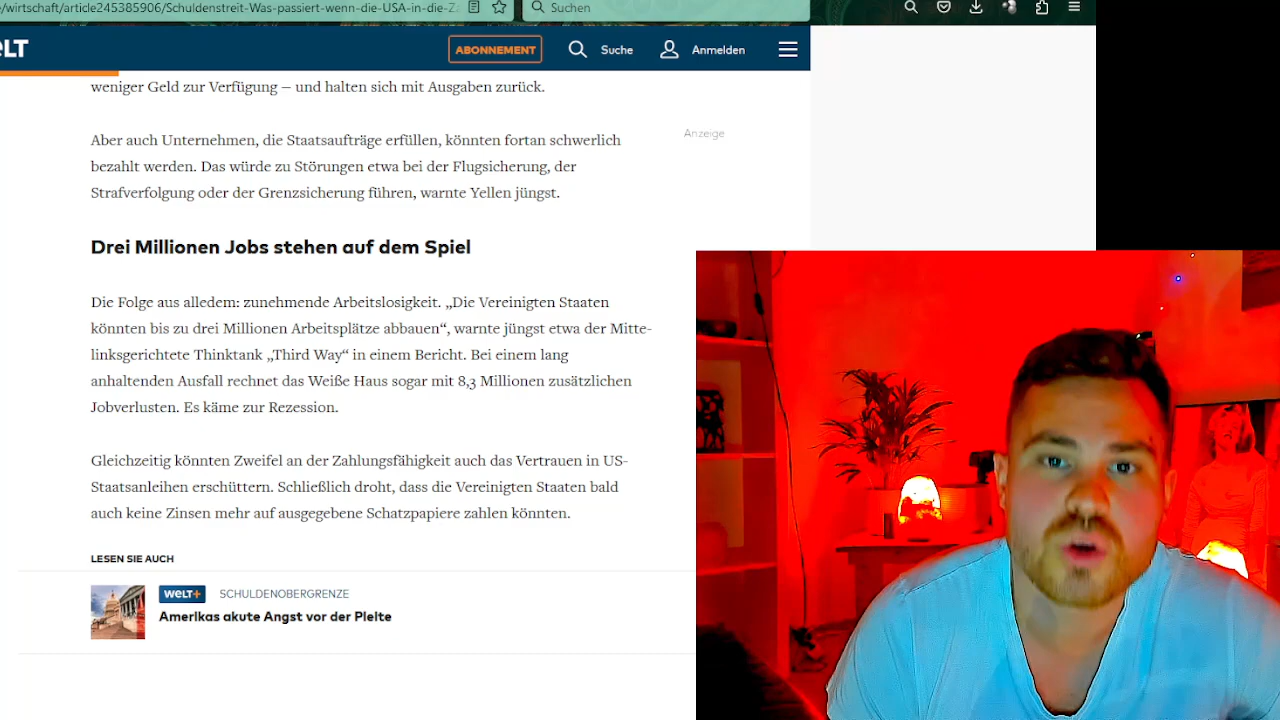 /wirtschaft/article245385906/Schuldenstreit-Was-passiert-wenn-die-USA-in-die-Z
Suchen
ABONNEMENT
Suche
Anmelden
weniger Geld zur Verfügung – und halten sich mit Ausgaben zurück.
Aber auch Unternehmen, die Staatsaufträge erfüllen, könnten fortan schwerlich
bezahlt werden. Das würde zu Störungen etwa bei der Flugsicherung, der
Strafverfolgung oder der Grenzsicherung führen, warnte Yellen jüngst.
Anzeige
Drei Millionen Jobs stehen auf dem Spiel
Die Folge aus alledem: zunehmende Arbeitslosigkeit. „Die Vereinigten Staaten
könnten bis zu drei Millionen Arbeitsplätze abbauen“, warnte jüngst etwa der Mitte-
linksgerichtete Thinktank „Third Way“ in einem Bericht. Bei einem lang
anhaltenden Ausfall rechnet das Weiße Haus sogar mit 8,3 Millionen zusätzlichen
Jobverlusten. Es käme zur Rezession.
Gleichzeitig könnten Zweifel an der Zahlungsfähigkeit auch das Vertrauen in US-
Staatsanleihen erschüttern. Schließlich droht, dass die Vereinigten Staaten bald
auch keine Zinsen mehr auf ausgegebene Schatzpapiere zahlen könnten.
LESEN SIE AUCH
WELT+ SCHULDENOBERGRENZE
Amerikas akute Angst vor der Pleite